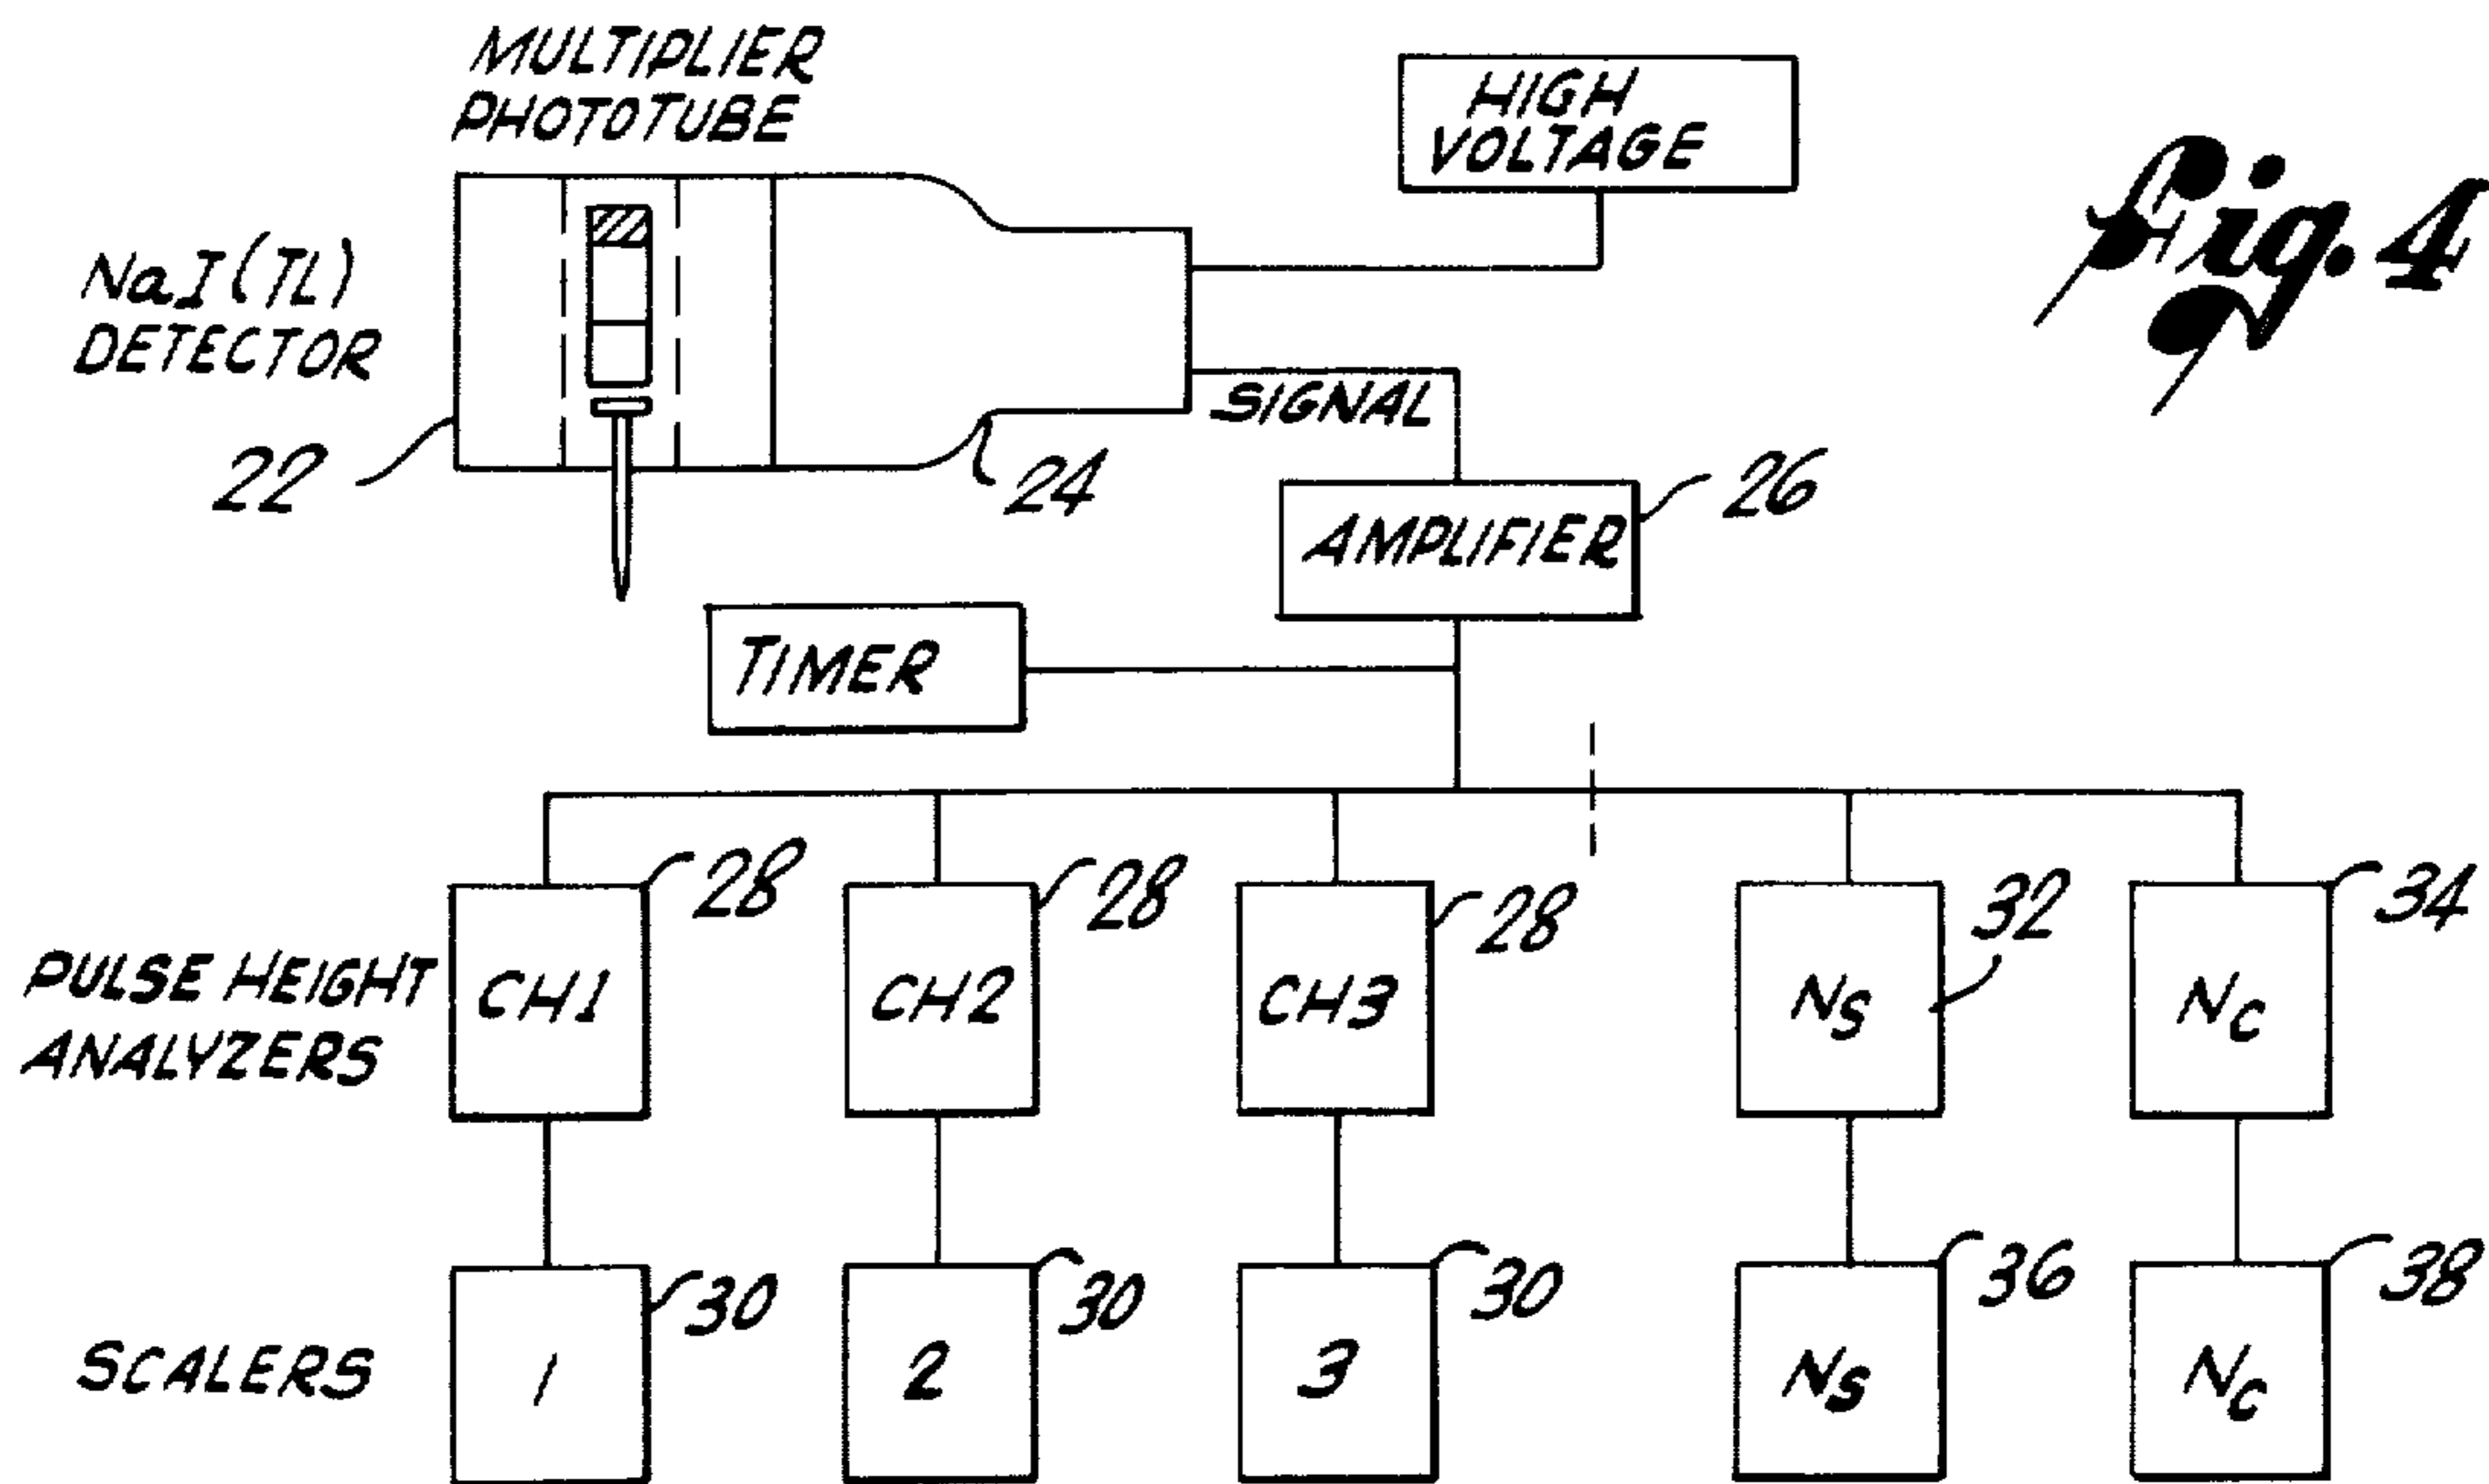 MULTIPLIER
PHOTOTUBE
HIGH
VOLTAGE
Fig. 4
NaI(TL)
DETECTOR
22
24
SIGNAL
26
AMPLIFIER
TIMER
28
28
28
32
34
PULSE HEIGHT
ANALYZERS
CH1
CH2
CH3
NS
NC
30
30
30
36
38
SCALERS
1
2
3
NS
NC